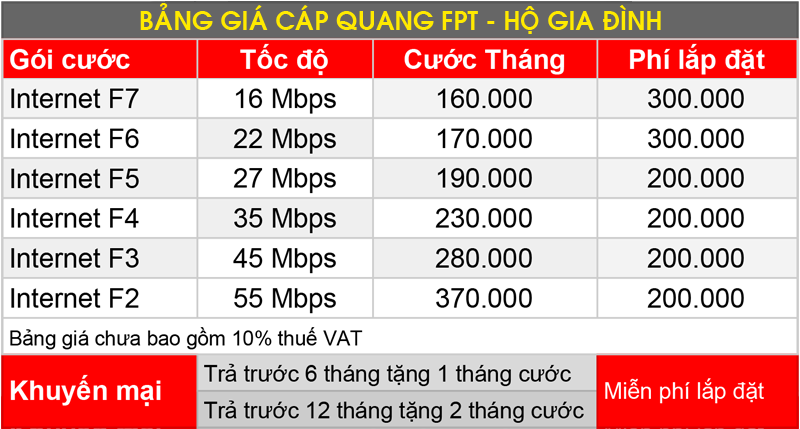 BẢNG GIÁ CÁP QUANG FPT - HỘ GIA ĐÌNH
Gói cước Tốc độ Cước Tháng Phí lắp đặt
Internet F7 16 Mbps 160.000 300.000
Internet F6 22 Mbps 170.000 300.000
Internet F5 27 Mbps 190.000 200.000
Internet F4 35 Mbps 230.000 200.000
Internet F3 45 Mbps 280.000 200.000
Internet F2 55 Mbps 370.000 200.000
Bảng giá chưa bao gồm 10% thuế VAT
Khuyến mại
Trả trước 6 tháng tặng 1 tháng cước
Trả trước 12 tháng tặng 2 tháng cước
Miễn phí lắp đặt